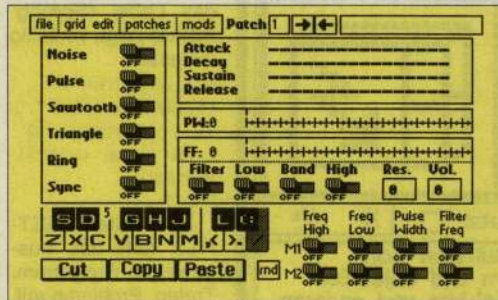 file grid edit patches mods Patch 1
Noise OFF
Pulse OFF
Sawtooth OFF
Triangle OFF
Ring OFF
Sync OFF
Attack
Decay
Sustain
Release
PW:0
FF: 0
Filter Low Band High Res. Vol.
OFF OFF OFF OFF 0 0
S D 5 G H J L
Z X C V B N M , < > . /
Cut Copy Paste rnd
Freq High Freq Low Pulse Width Filter Freq
M1 OFF OFF OFF OFF
M2 OFF OFF OFF OFF